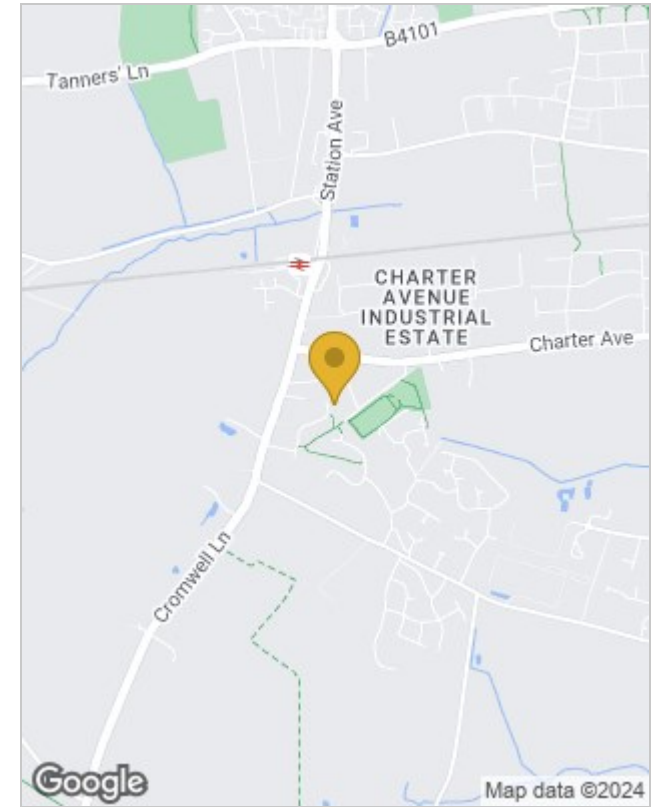 B4101
Tanners' Ln
Station Ave
CHARTER
AVENUE
INDUSTRIAL
ESTATE
Charter Ave
Cromwell Ln
Google
Map data ©2024